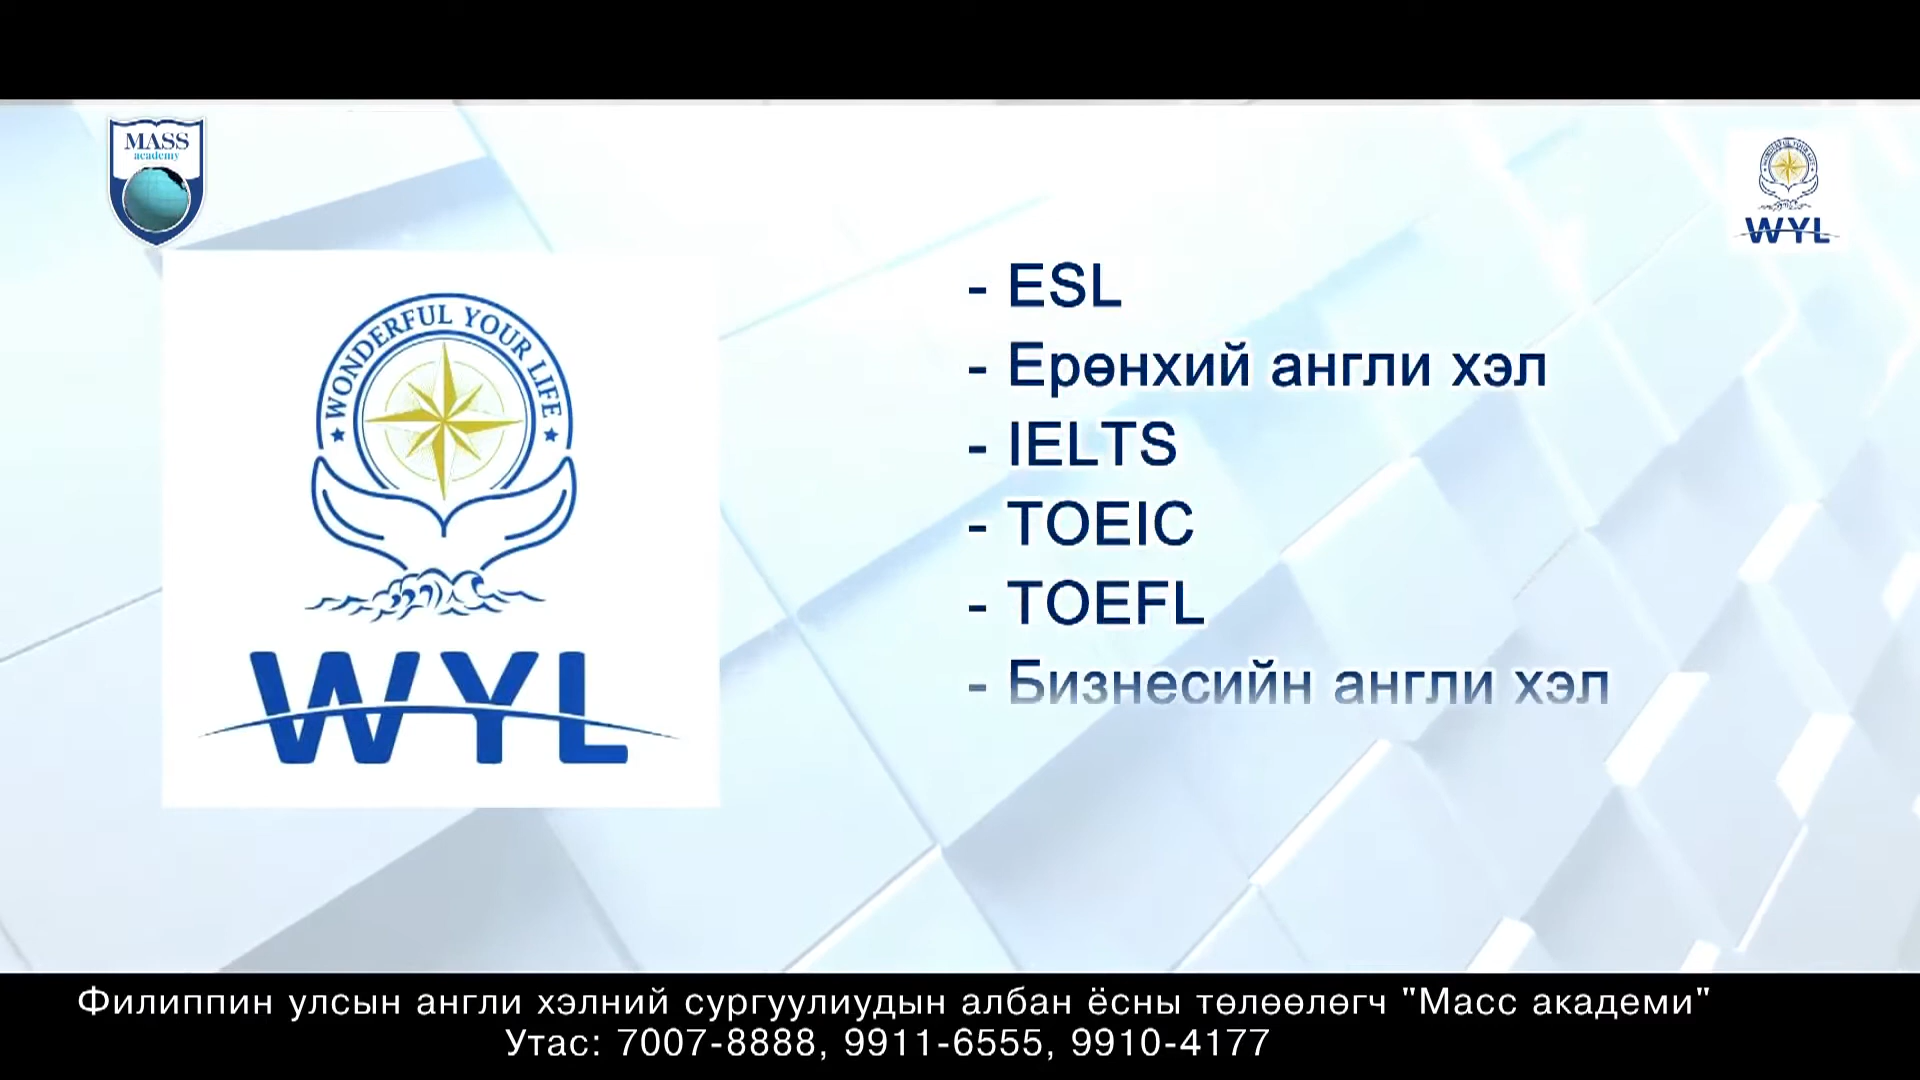 MASS
academy
WYL
WONDERFUL YOUR LIFE
WYL
- ESL
- Ерөнхий англи хэл
- IELTS
- TOEIC
- TOEFL
- Бизнесийн англи хэл
Филиппин улсын англи хэлний сургуулиудын албан ёсны төлөөлөгч "Масс академи"
Утас: 7007-8888, 9911-6555, 9910-4177